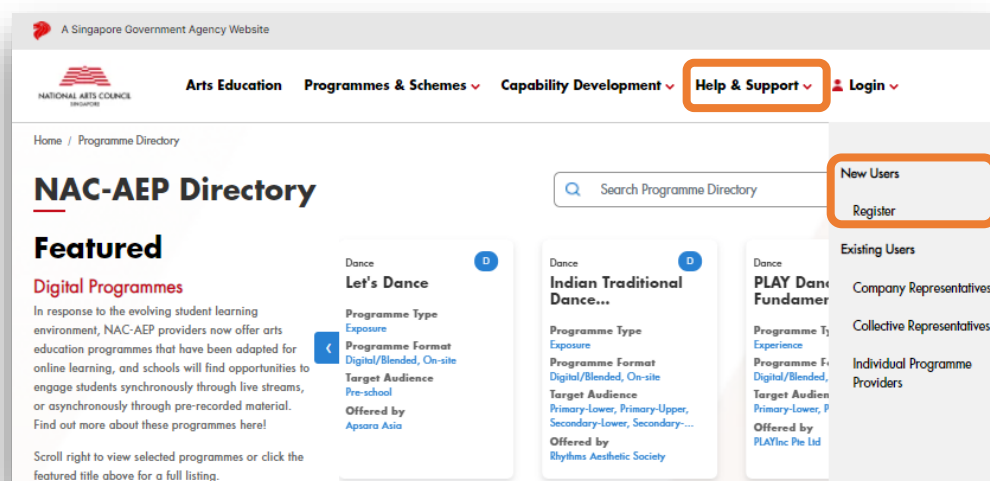 A Singapore Government Agency Website
NATIONAL ARTS COUNCIL
SINGAPORE
Arts Education
Programmes & Schemes
Capability Development
Help & Support
Login
Home / Programme Directory
NAC-AEP Directory
Search Programme Directory
New Users
Register
Existing Users
Company Representatives
Collective Representatives
Individual Programme
Providers
Featured
Digital Programmes
In response to the evolving student learning
environment, NAC-AEP providers now offer arts
education programmes that have been adapted for
online learning, and schools will find opportunities to
engage students synchronously through live streams,
or asynchronously through pre-recorded material.
Find out more about these programmes here!
Scroll right to view selected programmes or click the
featured title above for a full listing.
Dance
D
Let's Dance
Programme Type
Exposure
Programme Format
Digital/Blended, On-site
Target Audience
Pre-school
Offered by
Apsara Asia
Dance
D
Indian Traditional
Dance...
Programme Type
Exposure
Programme Format
Digital/Blended, On-site
Target Audience
Primary-Lower, Primary-Upper,
Secondary-Lower, Secondary-...
Offered by
Rhythms Aesthetic Society
Dance
PLAY Danc
Fundamer
Programme Ty
Experience
Programme F
Digital/Blended,
Target Audien
Primary-Lower, P
Offered by
PLAYInc Pte Ltd